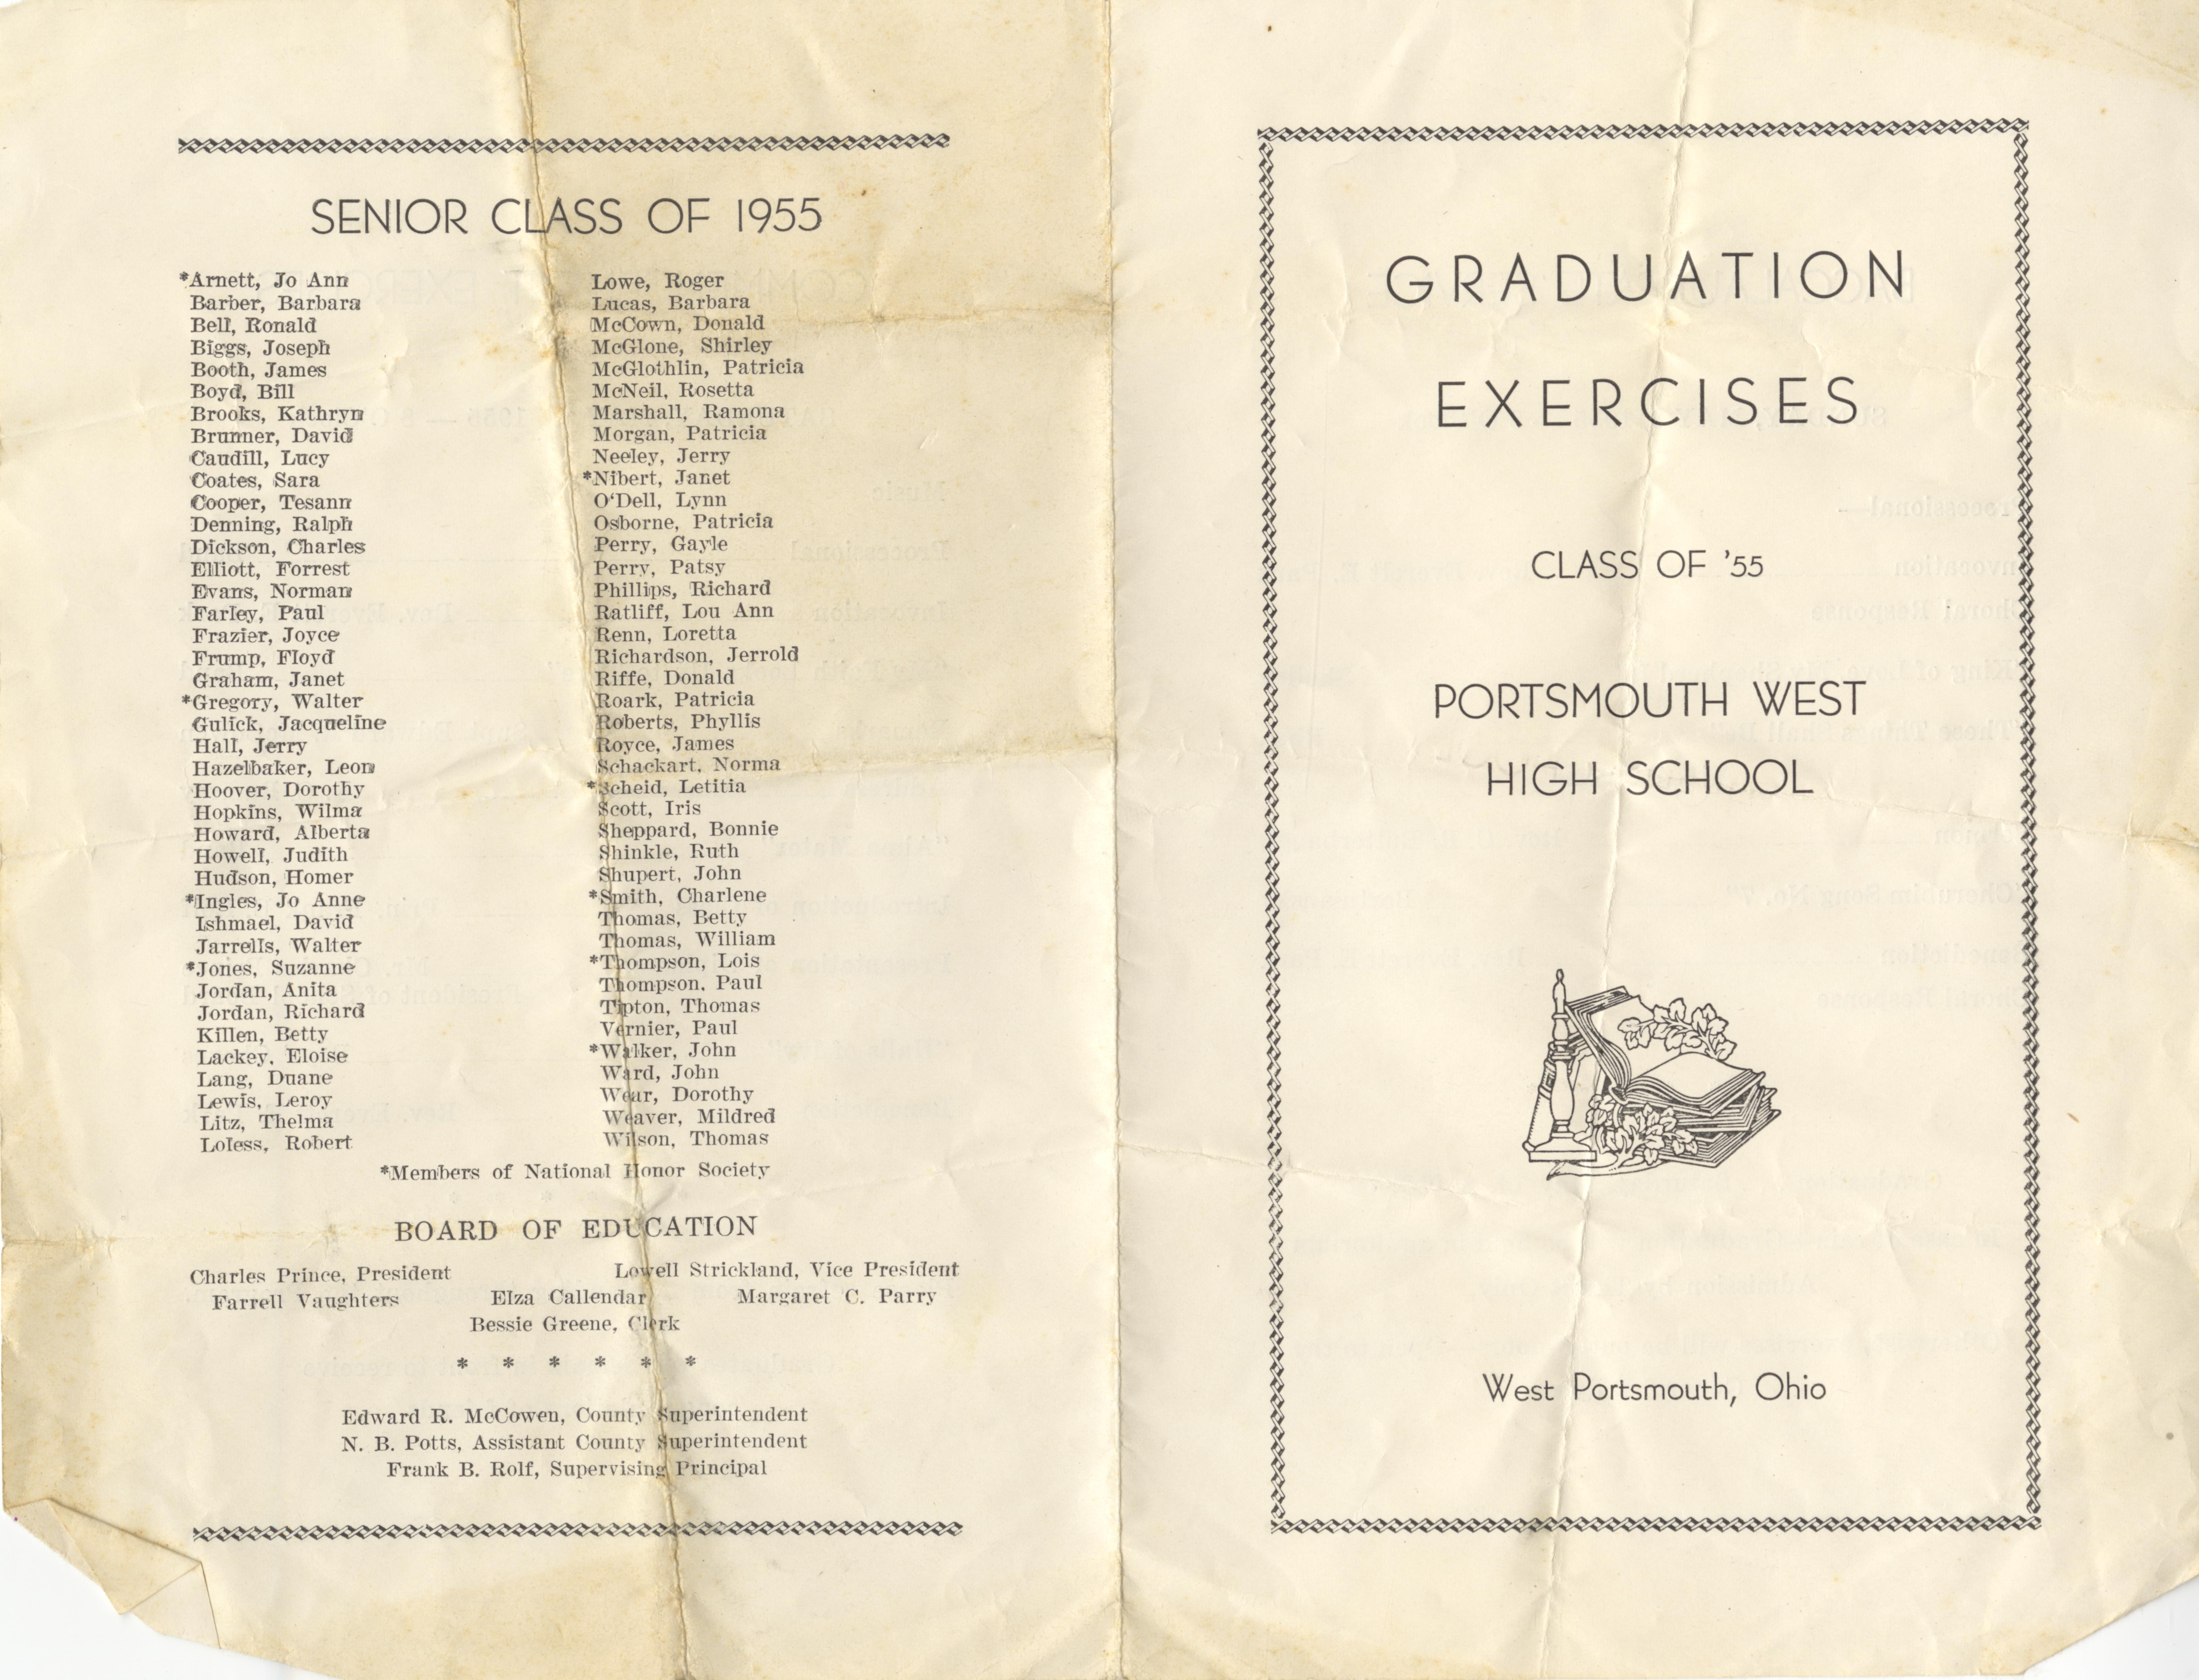 SENIOR CLASS OF 1955
*Arnett, Jo Ann
Barber, Barbara
Bell, Ronald
Biggs, Joseph
Booth, James
Boyd, Bill
Brooks, Kathryn
Brunner, David
Caudill, Lucy
Coates, Sara
Cooper, Tesann
Denning, Ralph
Dickson, Charles
Elliott, Forrest
Evans, Norman
Farley, Paul
Frazier, Joyce
Frump, Floyd
Graham, Janet
*Gregory, Walter
Gulick, Jacqueline
Hall, Jerry
Hazelbaker, Leon
Hoover, Dorothy
Hopkins, Wilma
Howard, Alberta
Howell, Judith
Hudson, Homer
*Ingles, Jo Anne
Ishmael, David
Jarrells, Walter
*Jones, Suzanne
Jordan, Anita
Jordan, Richard
Killen, Betty
Lackey, Eloise
Lang, Duane
Lewis, Leroy
Litz, Thelma
Loless, Robert
Lowe, Roger
Lucas, Barbara
McCown, Donald
McGlone, Shirley
McGlothlin, Patricia
McNeil, Rosetta
Marshall, Ramona
Morgan, Patricia
Neeley, Jerry
*Nibert, Janet
O‘Dell, Lynn
Osborne, Patricia
Perry, Gayle
Perry, Patsy
Phillips, Richard
Ratliff, Lou Ann
Renn, Loretta
Richardson, Jerrold
Riffe, Donald
Roark, Patricia
Roberts, Phyllis
Royce, James
Schackart, Norma
*Scheid, Letitia
Scott, Iris
Sheppard, Bonnie
Shinkle, Ruth
Shupert, John
*Smith, Charlene
Thomas, Betty
Thomas, William
*Thompson, Lois
Thompson, Paul
Tipton, Thomas
Vernier, Paul
*Walker, John
Ward, John
Wear, Dorothy
Weaver, Mildred
Wilson, Thomas
*Members of National Honor Society
BOARD OF EDUCATION
Charles Prince, President Lowell Strickland, Vice President
Farrell Vaughters Elza Callendar Margaret C. Parry
Bessie Greene, Clerk
* * * * * *
Edward R. McCowen, County Superintendent
N. B. Potts, Assistant County Superintendent
Frank B. Rolf, Supervising Principal
GRADUATION
EXERCISES
CLASS OF ’55
PORTSMOUTH WEST
HIGH SCHOOL
West Portsmouth, Ohio